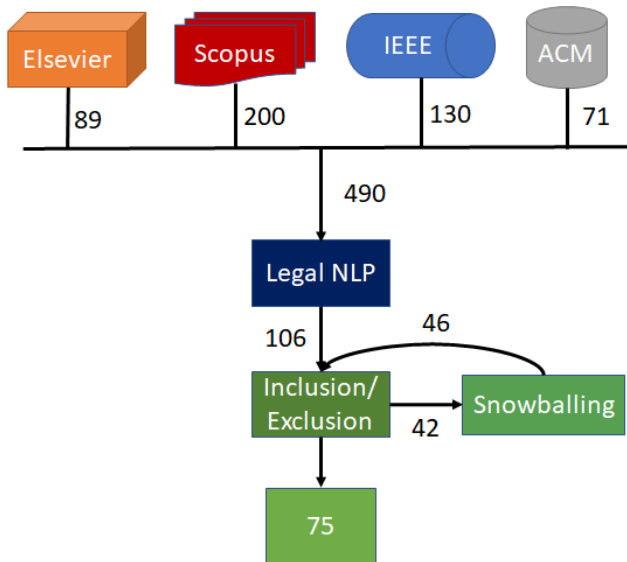 Elsevier
Scopus
IEEE
ACM
89
200
130
71
490
Legal NLP
106
46
Inclusion/
Exclusion
42
Snowballing
75